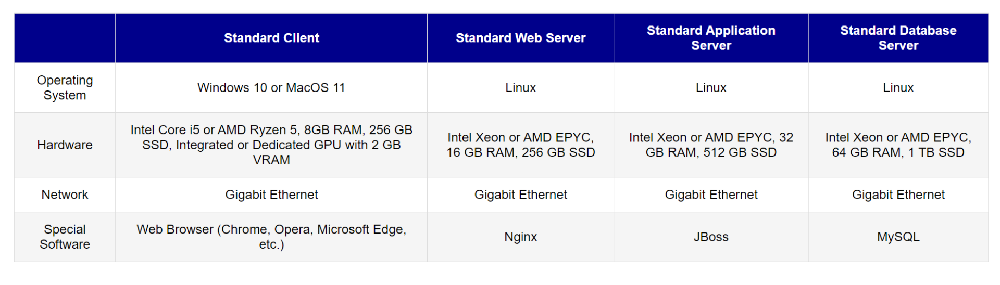 Standard Client
Standard Web Server
Standard Application
Server
Standard Database
Server
Operating
System
Windows 10 or MacOS 11
Linux
Linux
Linux
Hardware
Intel Core i5 or AMD Ryzen 5, 8GB RAM, 256 GB
SSD, Integrated or Dedicated GPU with 2 GB
VRAM
Intel Xeon or AMD EPYC,
16 GB RAM, 256 GB SSD
Intel Xeon or AMD EPYC, 32
GB RAM, 512 GB SSD
Intel Xeon or AMD EPYC,
64 GB RAM, 1 TB SSD
Network
Gigabit Ethernet
Gigabit Ethernet
Gigabit Ethernet
Gigabit Ethernet
Special
Software
Web Browser (Chrome, Opera, Microsoft Edge,
etc.)
Nginx
JBoss
MySQL